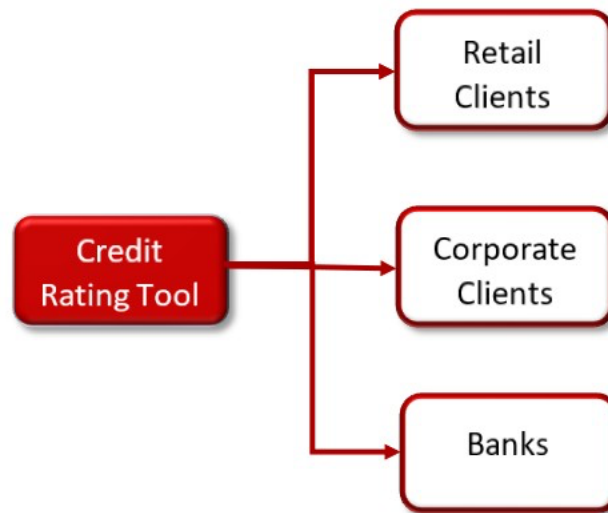 Retail
Clients
Credit
Rating Tool
Corporate
Clients
Banks